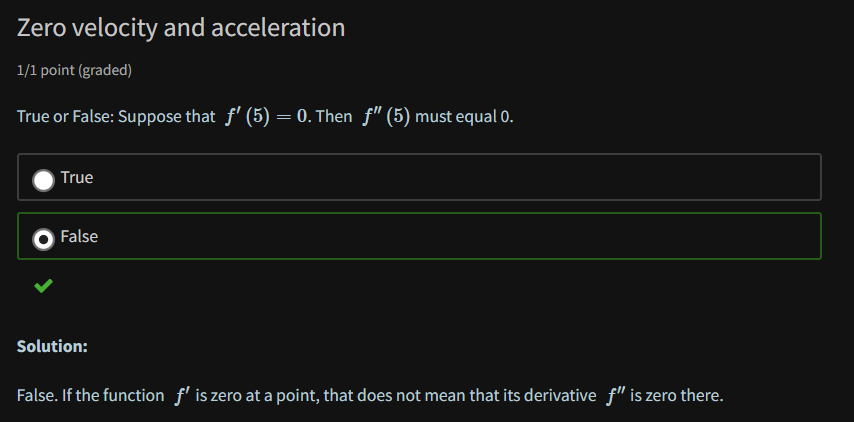 Zero velocity and acceleration
1/1 point (graded)
True or False: Suppose that f′ (5) = 0. Then f″ (5) must equal 0.
True
False
Solution:
False. If the function f′ is zero at a point, that does not mean that its derivative f″ is zero there.